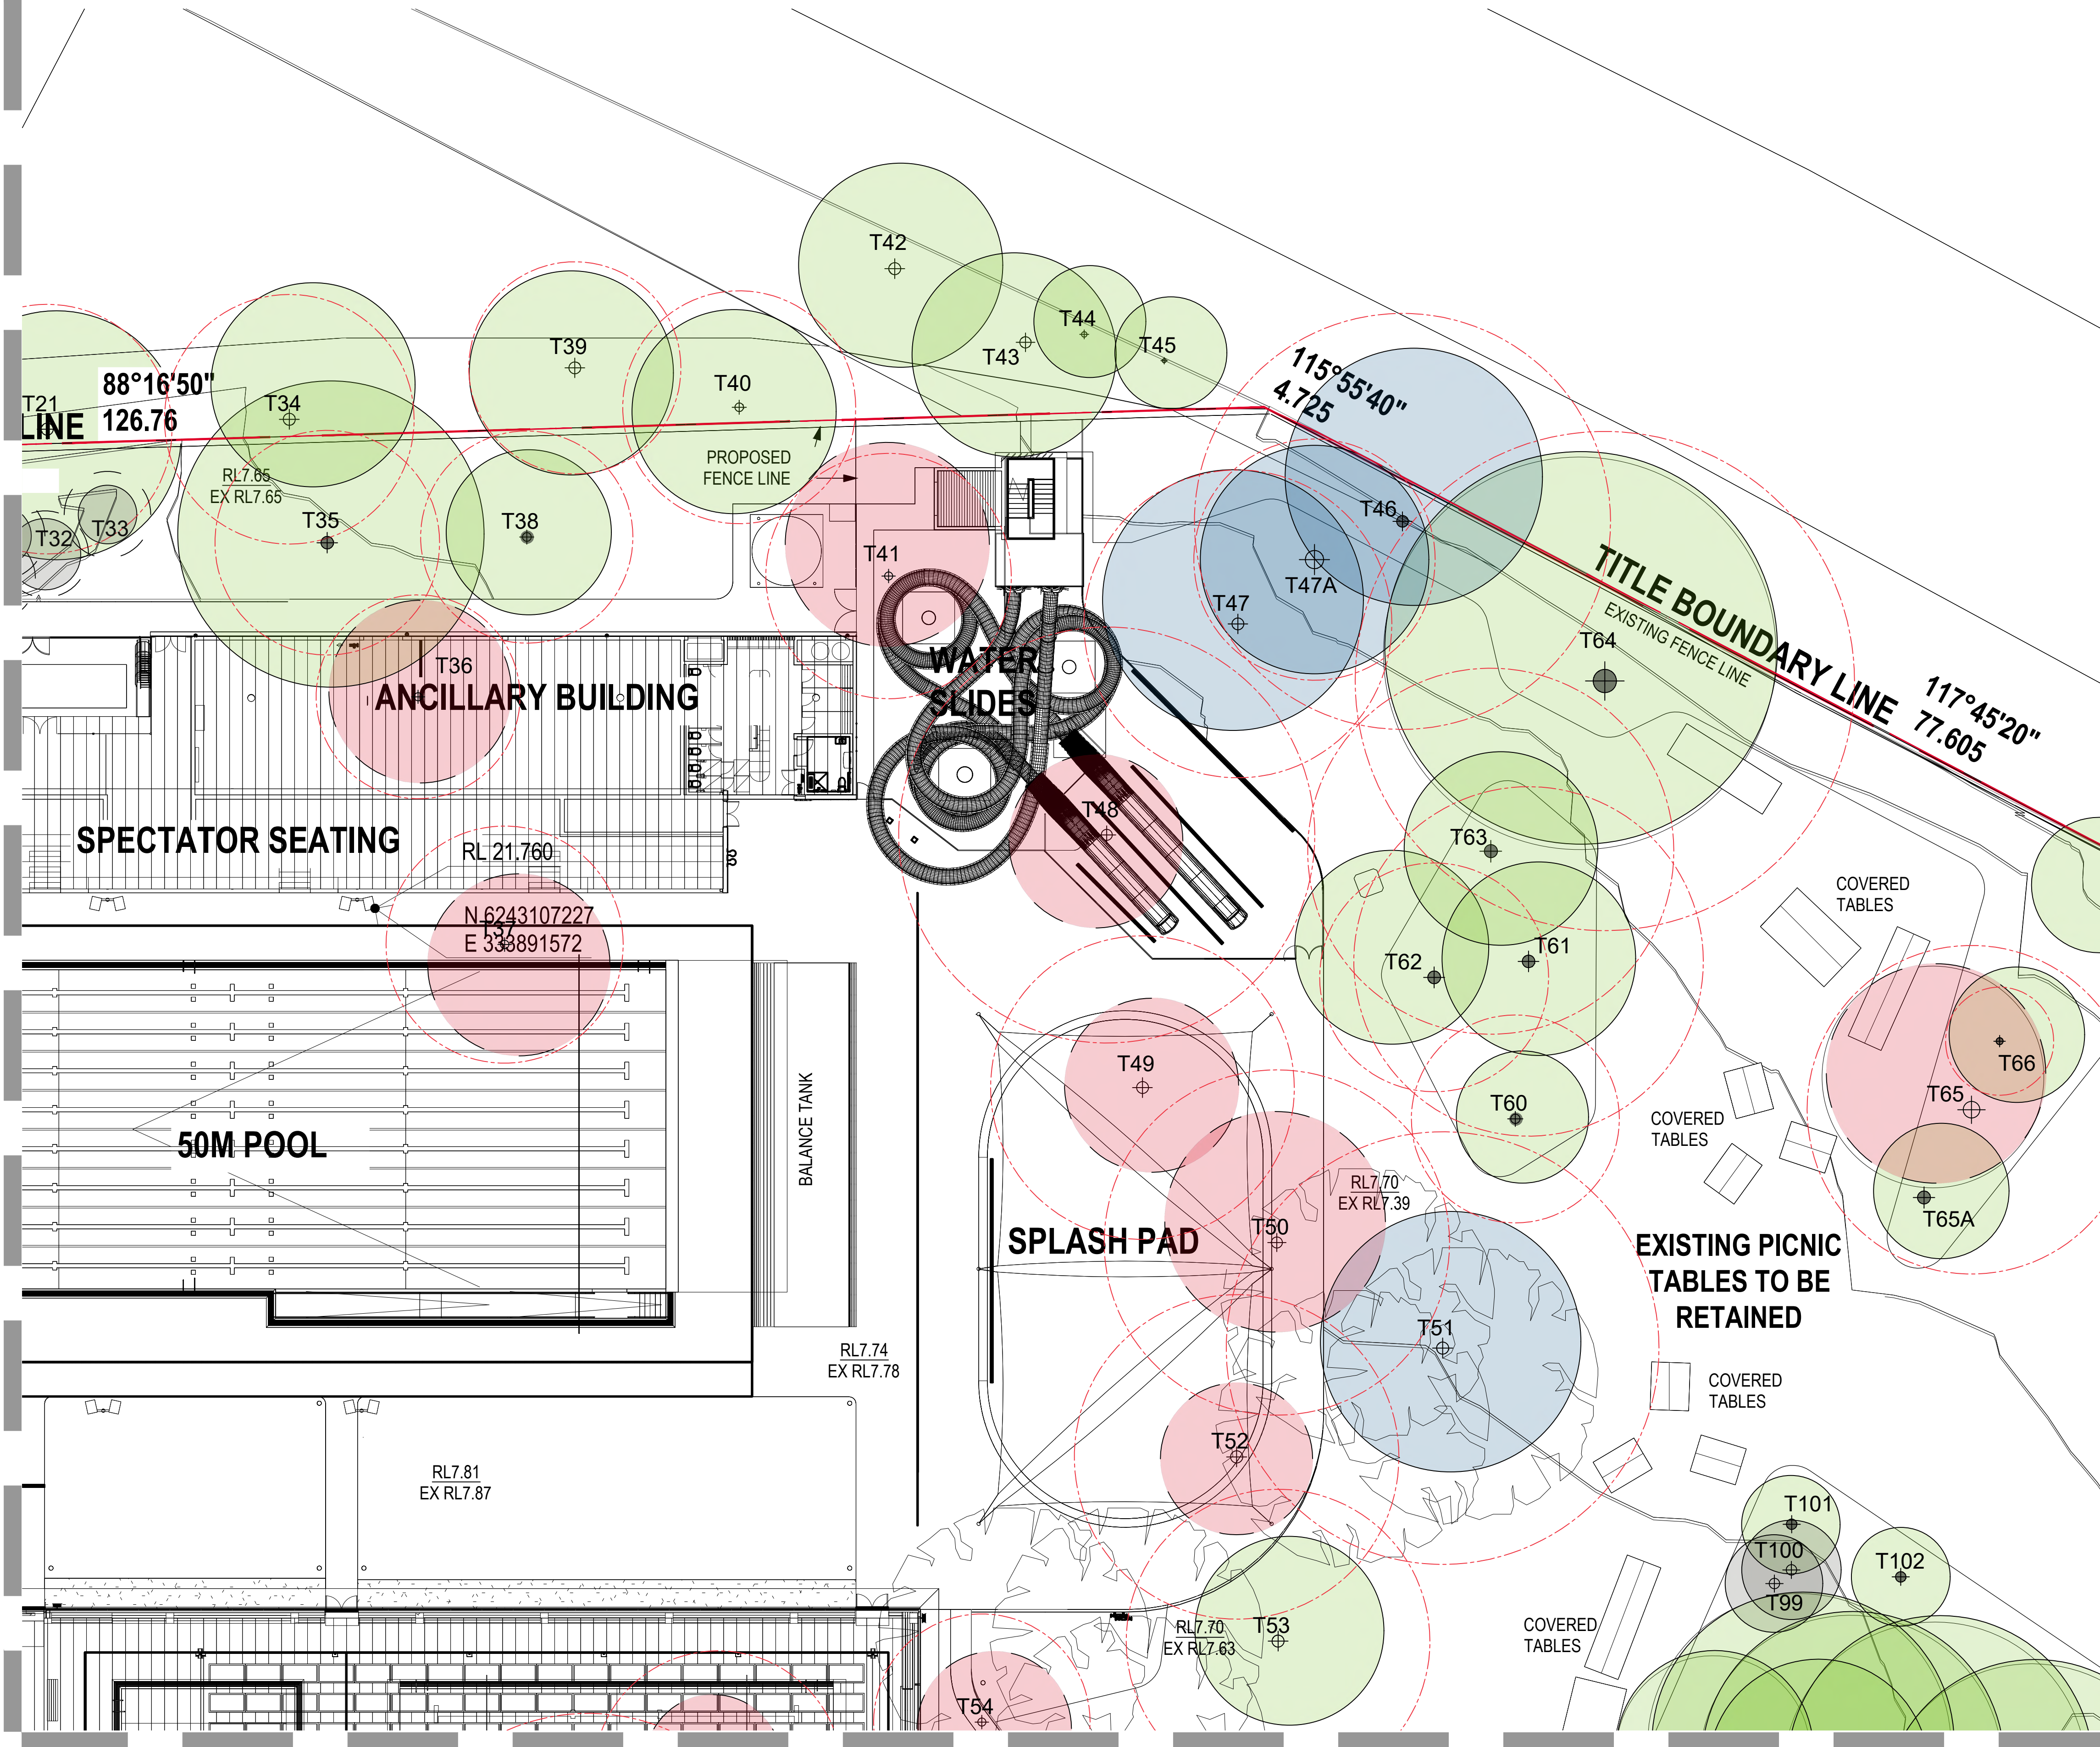 T42
T44
T43
T45
T39
T40
T21
LINE
88°16'50"
126.76
T34
115°55'40"
4.725
PROPOSED
FENCE LINE
RL7.65
EX RL7.65
T32
T33
T35
T38
T41
T46
T47A
T47
TITLE BOUNDARY LINE
EXISTING FENCE LINE
T64
117°45'20"
77.605
T36
ANCILLARY BUILDING
WATER
SLIDES
SPECTATOR SEATING
RL 21.760
T48
T63
COVERED
TABLES
N 6243107227
T37
E 333891572
T62
T61
T49
T66
T65
T60
COVERED
TABLES
50M POOL
BALANCE TANK
RL7.70
EX RL7.39
T50
SPLASH PAD
T65A
EXISTING PICNIC
TABLES TO BE
RETAINED
T51
RL7.74
EX RL7.78
COVERED
TABLES
T52
RL7.81
EX RL7.87
T101
T100
T102
T99
RL7.70
EX RL7.63
T53
COVERED
TABLES
T54